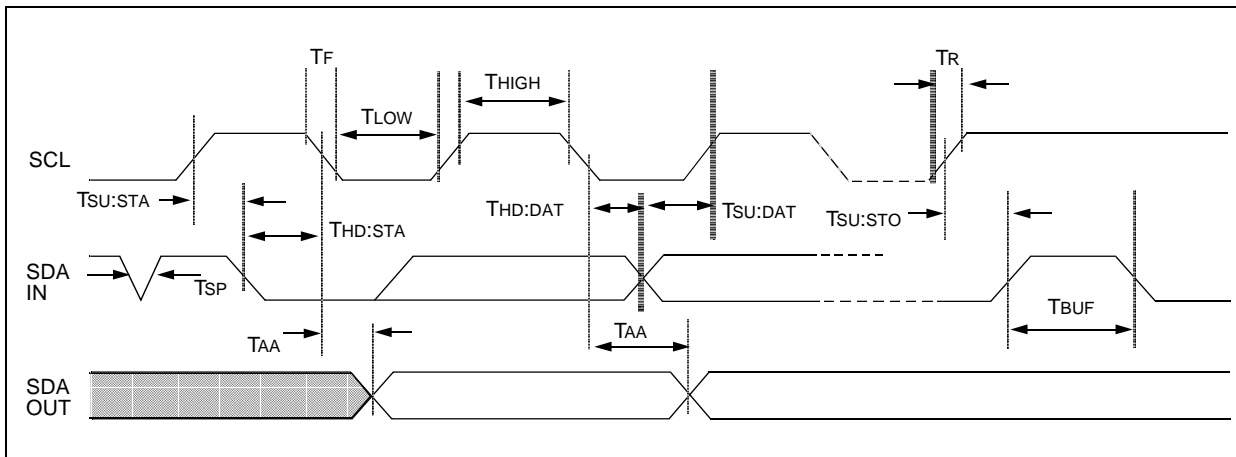 TF
TR
THIGH
TLOW
SCL
TSU:STA
THD:DAT
TSU:DAT
TSU:STO
THD:STA
SDA
IN
TSP
TBUF
TAA
TAA
SDA
OUT